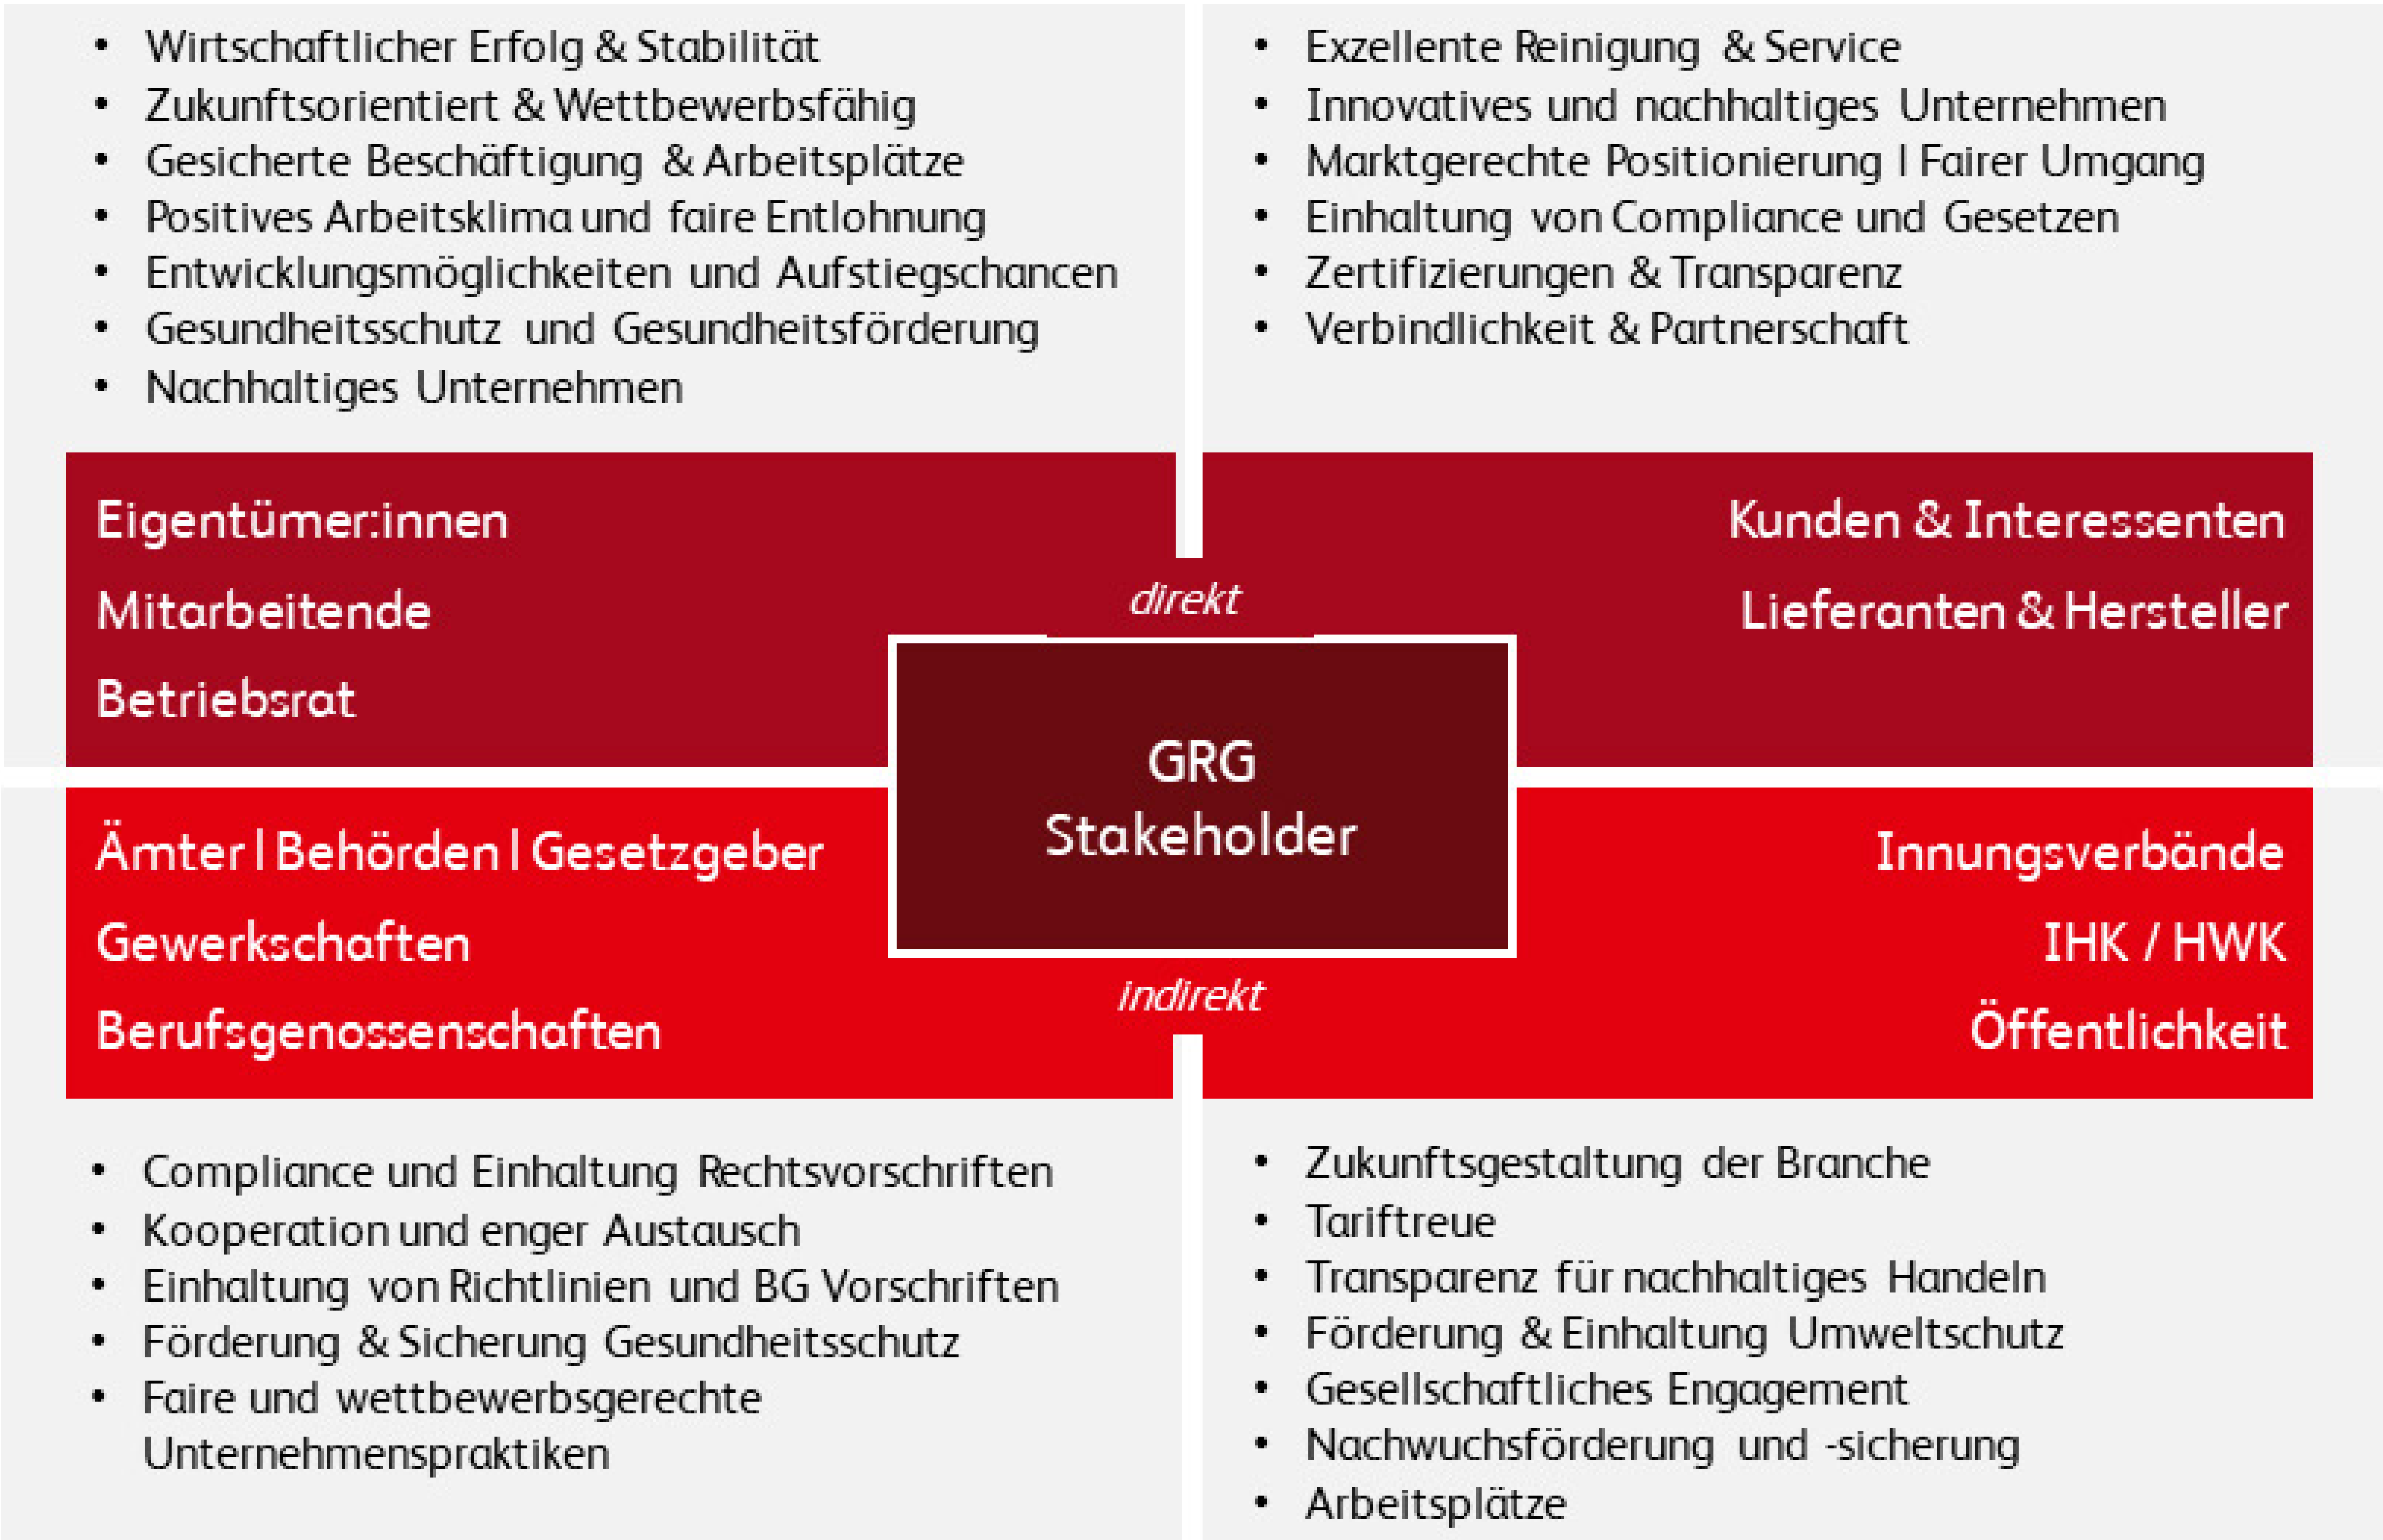 • Wirtschaftlicher Erfolg & Stabilität
• Zukunftsorientiert & Wettbewerbsfähig
• Gesicherte Beschäftigung & Arbeitsplätze
• Positives Arbeitsklima und faire Entlohnung
• Entwicklungsmöglichkeiten und Aufstiegschancen
• Gesundheitsschutz und Gesundheitsförderung
• Nachhaltiges Unternehmen
• Exzellente Reinigung & Service
• Innovatives und nachhaltiges Unternehmen
• Marktgerechte Positionierung | Fairer Umgang
• Einhaltung von Compliance und Gesetzen
• Zertifizierungen & Transparenz
• Verbindlichkeit & Partnerschaft
Eigentümer:innen
Mitarbeitende
Betriebsrat
direkt
Kunden & Interessenten
Lieferanten & Hersteller
GRG
Stakeholder
Ämter | Behörden | Gesetzgeber
Gewerkschaften
Berufsgenossenschaften
indirekt
Innungsverbände
IHK / HWK
Öffentlichkeit
• Compliance und Einhaltung Rechtsvorschriften
• Kooperation und enger Austausch
• Einhaltung von Richtlinien und BG Vorschriften
• Förderung & Sicherung Gesundheitsschutz
• Faire und wettbewerbsgerechte
Unternehmenspraktiken
• Zukunftsgestaltung der Branche
• Tariftreue
• Transparenz für nachhaltiges Handeln
• Förderung & Einhaltung Umweltschutz
• Gesellschaftliches Engagement
• Nachwuchsförderung und -sicherung
• Arbeitsplätze